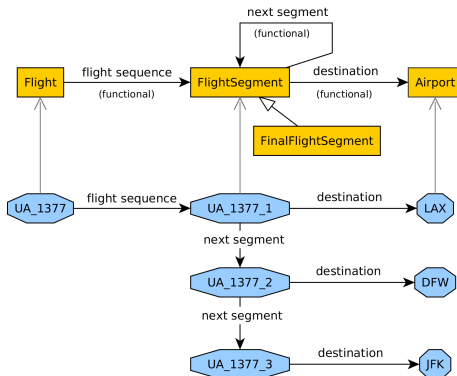 next segment
(functional)
Flight
flight sequence
(functional)
FlightSegment
destination
(functional)
Airport
FinalFlightSegment
UA_1377
flight sequence
UA_1377_1
destination
LAX
next segment
UA_1377_2
destination
DFW
next segment
UA_1377_3
destination
JFK